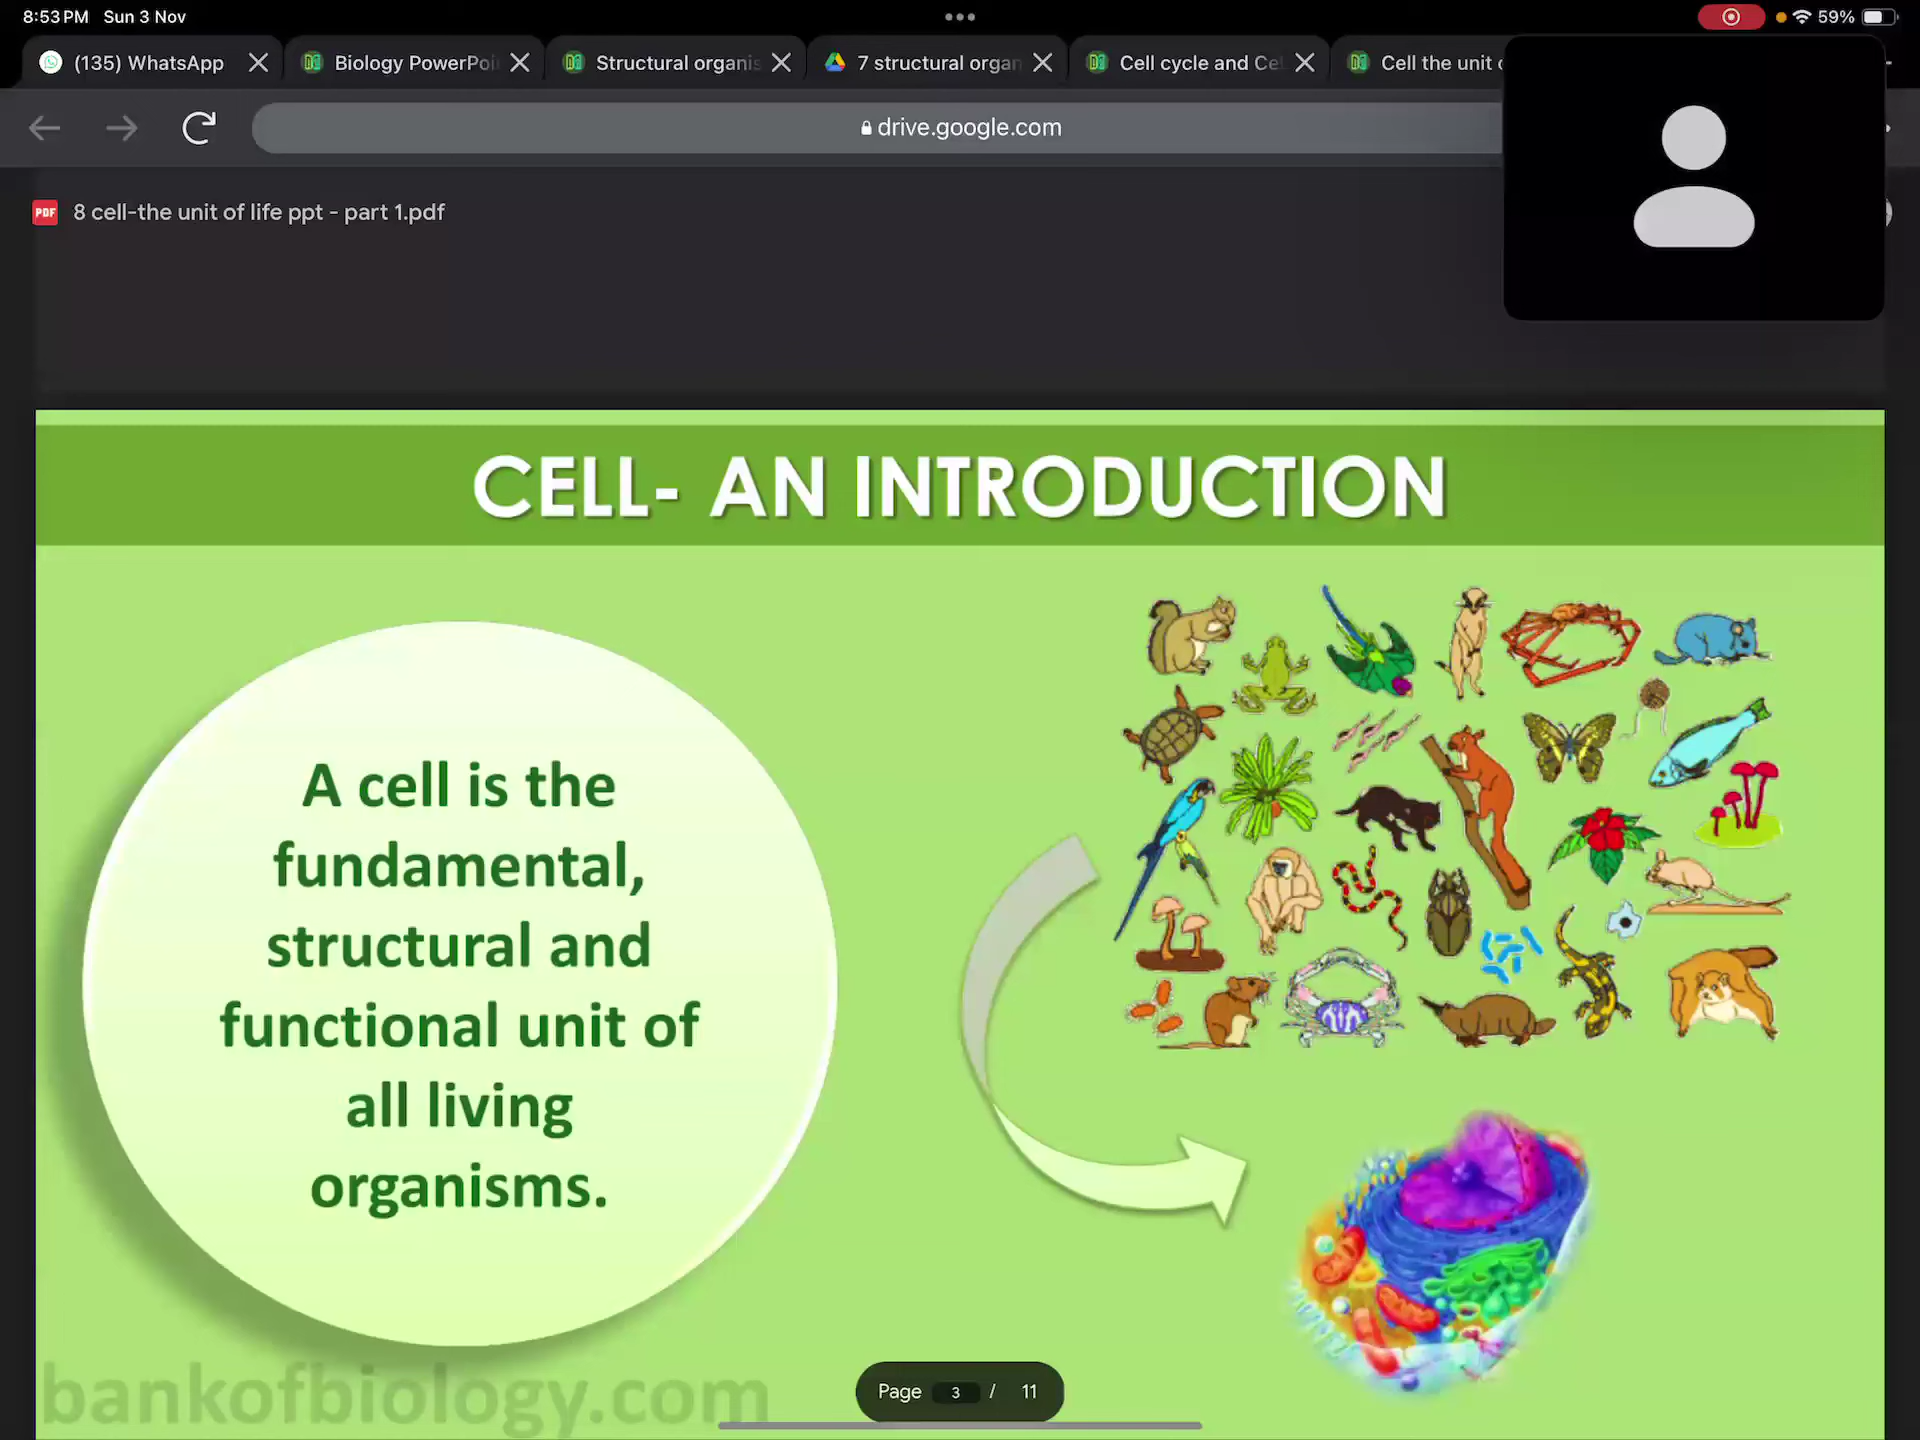 8:53 PM Sun 3 Nov
59%
(135) WhatsApp
Biology PowerPoi
Structural organis
7 structural organ
Cell cycle and Ce
Cell the unit o
drive.google.com
PDF 8 cell-the unit of life ppt - part 1.pdf
CELL- AN INTRODUCTION
A cell is the
fundamental,
structural and
functional unit of
all living
organisms.
bankofbiology.com
Page 3 / 11